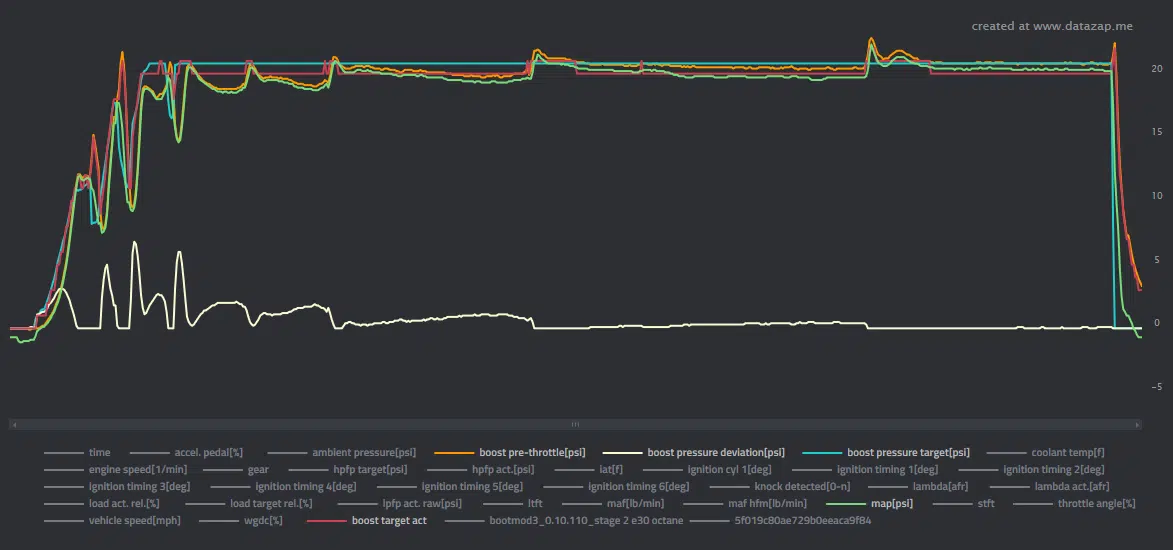 created at www.datazap.me
20
15
10
5
0
-5
time accel. pedal[%] ambient pressure[psi] boost pre-throttle[psi] boost pressure deviation[psi] boost pressure target[psi] coolant temp[f]
engine speed[1/min] gear hpfp target[psi] hpfp act.[psi] iat[f] ignition cyl 1[deg] ignition timing 1[deg] ignition timing 2[deg]
ignition timing 3[deg] ignition timing 4[deg] ignition timing 5[deg] ignition timing 6[deg] knock detected[0-n] lambda[afr] lambda act.[afr]
load act. rel.[%] load target rel.[%] lpfp act. raw[psi] ltft maf[lb/min] maf hfm[lb/min] map[psi] stft throttle angle[%]
vehicle speed[mph] wgdc[%] boost target act bootmod3_0.10.110_stage 2 e30 octane 5f019c80ae729b0eeaca9f84